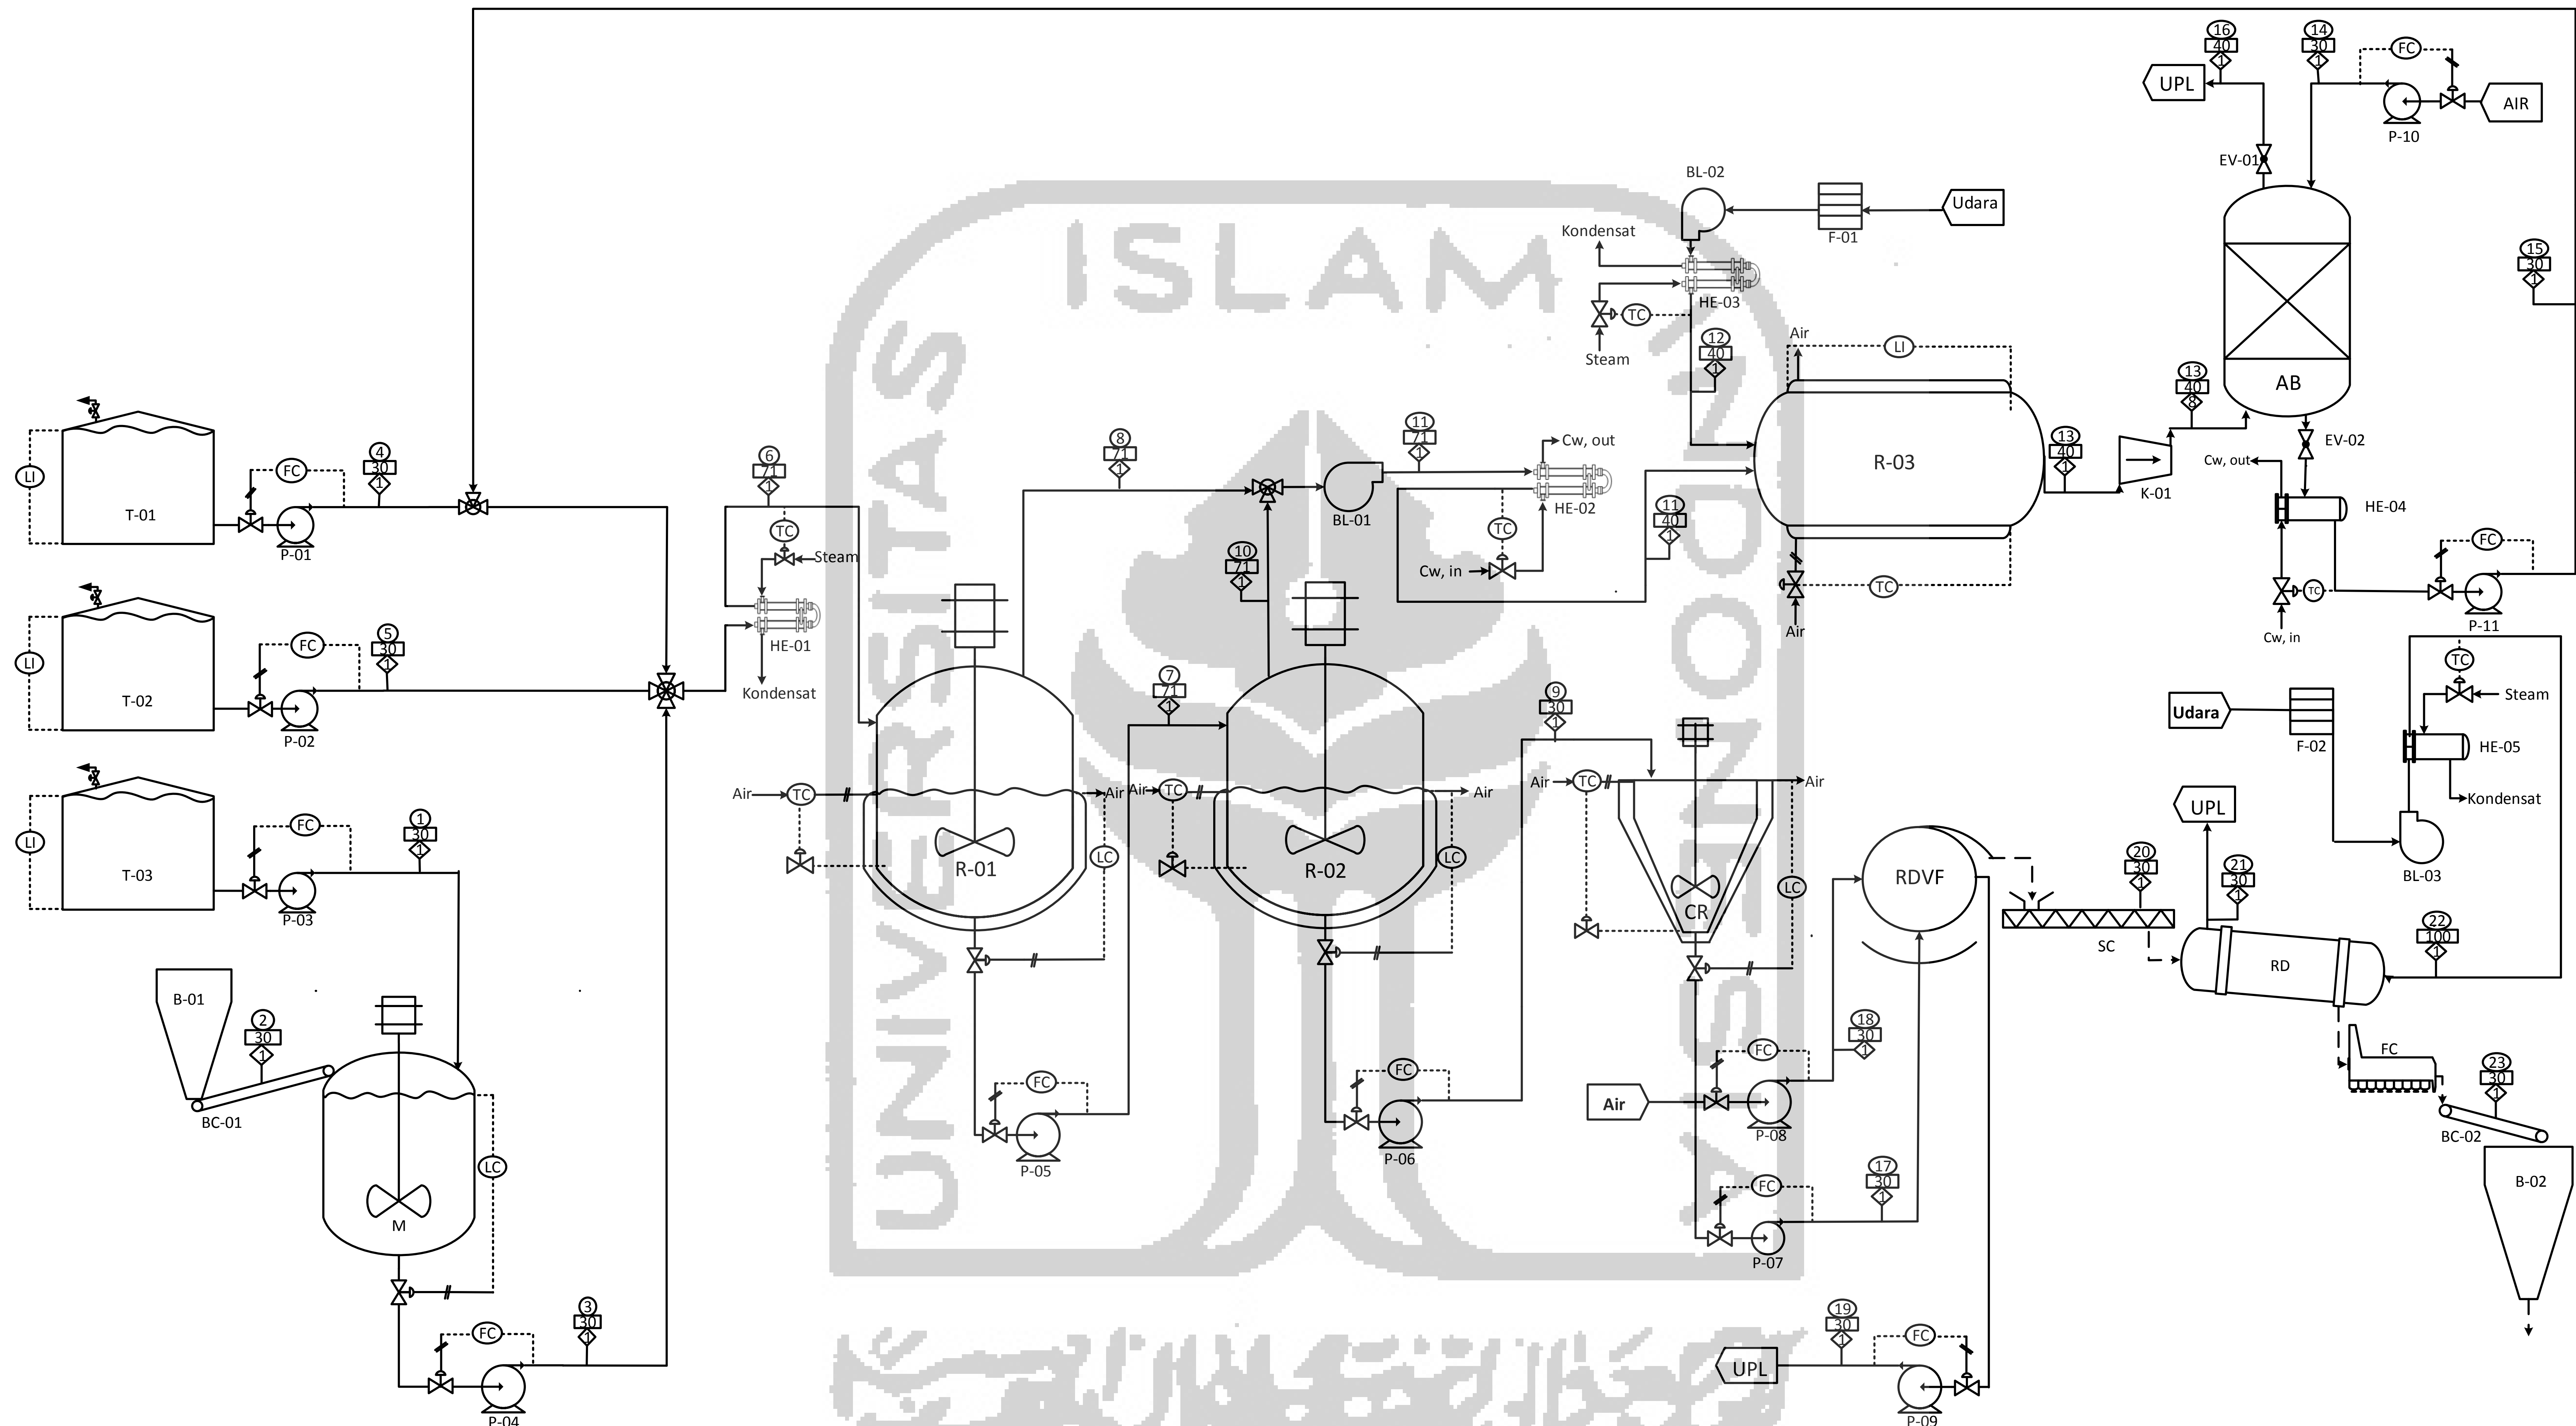 16
40
1
14
30
1
FC
UPL
AIR
P-10
EV-01
BL-02
Udara
F-01
Kondensat
HE-03
TC
Steam
12
40
1
15
30
1
ISLAM
UNIVERSITAS
INDONESIA
Air
LI
R-03
TC
Air
13
40
1
K-01
13
40
8
AB
EV-02
Cw, out
HE-04
TC
Cw, in
FC
P-11
LI
T-01
FC
P-01
4
30
1
LI
T-02
FC
P-02
5
30
1
LI
T-03
FC
P-03
1
30
1
6
71
1
TC
Steam
HE-01
Kondensat
8
71
1
10
71
1
BL-01
11
71
1
Cw, out
HE-02
TC
Cw, in
11
40
1
7
71
1
9
30
1
Air
TC
Air
LC
R-01
Air
TC
Air
LC
R-02
Air
TC
Air
LC
CR
FC
P-05
FC
P-06
RDVF
18
30
1
FC
Air
P-08
FC
P-07
17
30
1
19
30
1
FC
UPL
P-09
B-01
2
30
1
BC-01
M
LC
FC
P-04
3
30
1
TC
Steam
Udara
F-02
HE-05
Kondensat
BL-03
UPL
20
30
1
21
30
1
SC
RD
22
100
1
FC
23
30
1
BC-02
B-02